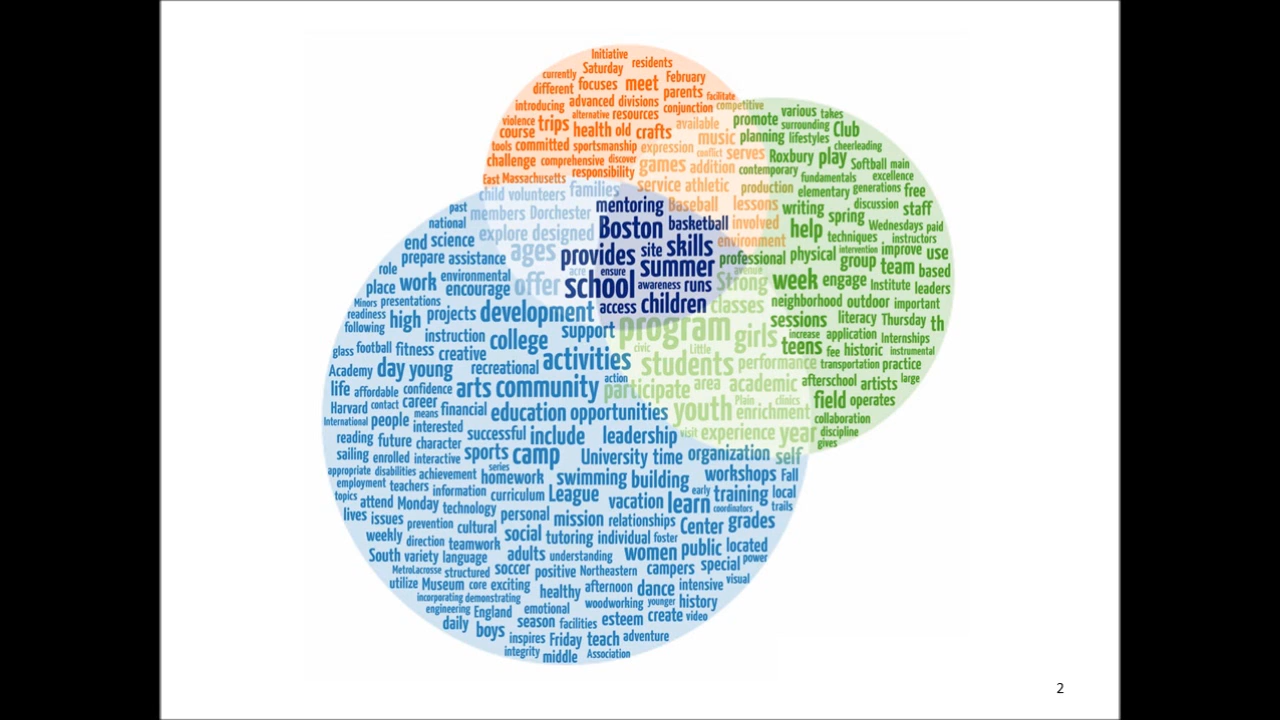 Initiative
Saturday residents
currently February
different focuses meet parents facilitate
introducing advanced divisions conjunction competitive
violence alternative resources promote various takes
course trips health old crafts available surrounding Club
tools committed sportsmanship music planning lifestyles cheerleading
challenge comprehensive discover expression conflict serves Roxbury play Softball main
responsibility games addition contemporary fundamentals excellence
East Massachusetts service athletic production elementary generations free
child volunteers families mentoring Baseball lessons writing discussion staff
past members Dorchester Boston basketball involved spring Wednesdays paid
national explore designed help techniques instructors
end science ages provides site skills environment physical intervention improve use
prepare assistance summer professional group team based
role acre ensure avenue
place work environmental offer school awareness runs Strong week engage Institute leaders
encourage access children classes neighborhood outdoor important
Minors presentations development
readiness high projects support program girls sessions literacy Thursday th
following instruction college civic Little increase application Internships
glass football fitness creative activities students teens fee historic instrumental
Academy day young recreational performance transportation practice
life affordable confidence arts community action participate area academic afterschool artists large
Harvard contact career education opportunities youth Plain clinics field operates
International people means financial enrichment collaboration
reading future character interested successful include leadership visit experience year discipline
sailing enrolled interactive sports camp University time organization self gives
appropriate disabilities achievement series homework swimming building workshops Fall
employment teachers information curriculum League vacation early training local
topics attend Monday technology learn coordinators trails
lives issues prevention cultural personal mission relationships Center grades
weekly direction teamwork social tutoring individual foster
South variety language adults understanding women public located
MetroLacrosse structured soccer positive Northeastern campers special power
utilize Museum core exciting healthy afternoon dance intensive visual
incorporating demonstrating woodworking younger history
engineering England emotional
daily boys season facilities esteem create video
inspires Friday teach adventure
integrity middle Association
2